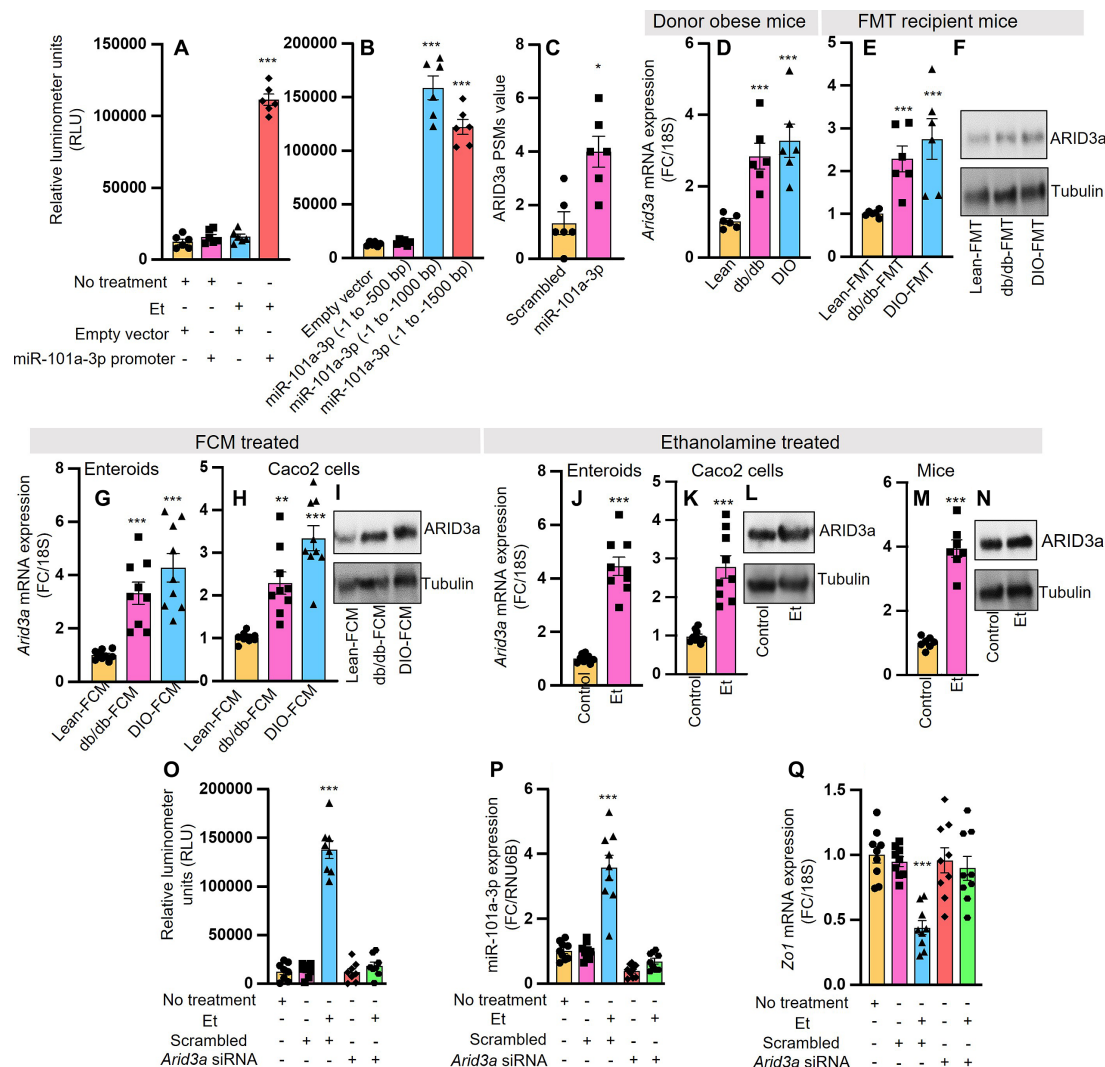 Donor obese mice
FMT recipient mice
A
B
C
D
E
F
Relative luminometer units
(RLU)
150000
100000
50000
0
***
No treatment + + - -
Et - - + +
Empty vector + - + -
miR-101a-3p promoter - + - +
200000
150000
100000
50000
0
***
***
Empty vector
miR-101a-3p (-1 to -500 bp)
miR-101a-3p (-1 to -1000 bp)
miR-101a-3p (-1 to -1500 bp)
ARID3a PSMs value
8
6
4
2
0
*
Scrambled
miR-101a-3p
Arid3a mRNA expression
(FC/18S)
6
4
2
0
***
***
Lean
db/db
DIO
5
4
3
2
1
0
***
***
Lean-FMT
db/db-FMT
DIO-FMT
ARID3a
Tubulin
Lean-FMT
db/db-FMT
DIO-FMT
FCM treated
Ethanolamine treated
Enteroids
Caco2 cells
Enteroids
Caco2 cells
Mice
G
H
I
J
K
L
M
N
Arid3a mRNA expression
(FC/18S)
8
6
4
2
0
***
***
Lean-FCM
db/db-FCM
DIO-FCM
5
4
3
2
1
0
**
***
Lean-FCM
db/db-FCM
DIO-FCM
ARID3a
Tubulin
Lean-FCM
db/db-FCM
DIO-FCM
Arid3a mRNA expression
(FC/18S)
8
6
4
2
0
***
Control
Et
5
4
3
2
1
0
***
Control
Et
ARID3a
Tubulin
Control
Et
6
4
2
0
***
Control
Et
ARID3a
Tubulin
Control
Et
O
P
Q
Relative luminometer
units (RLU)
200000
150000
100000
50000
0
***
No treatment + - - - -
Et - - + - +
Scrambled - + + - -
Arid3a siRNA - - - + +
miR-101a-3p expression
(FC/RNU6B)
6
4
2
0
***
No treatment + - - - -
Et - - + - +
Scrambled - + + - -
Arid3a siRNA - - - + +
Zo1 mRNA expression
(FC/18S)
1.5
1.0
0.5
0.0
***
No treatment + - - - -
Et - - + - +
Scrambled - + + - -
Arid3a siRNA - - - + +